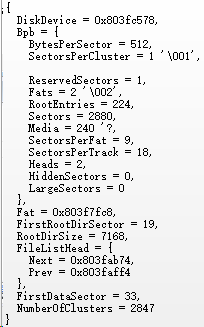 {
DiskDevice = 0x803fc578,
Bpb = {
BytesPerSector = 512,
SectorsPerCluster = 1 '\001',
ReservedSectors = 1,
Fats = 2 '\002',
RootEntries = 224,
Sectors = 2880,
Media = 240 '?,
SectorsPerFat = 9,
SectorsPerTrack = 18,
Heads = 2,
HiddenSectors = 0,
LargeSectors = 0
},
Fat = 0x803f7fc8,
FirstRootDirSector = 19,
RootDirSize = 7168,
FileListHead = {
Next = 0x803fab74,
Prev = 0x803faff4
},
FirstDataSector = 33,
NumberOfClusters = 2847
}